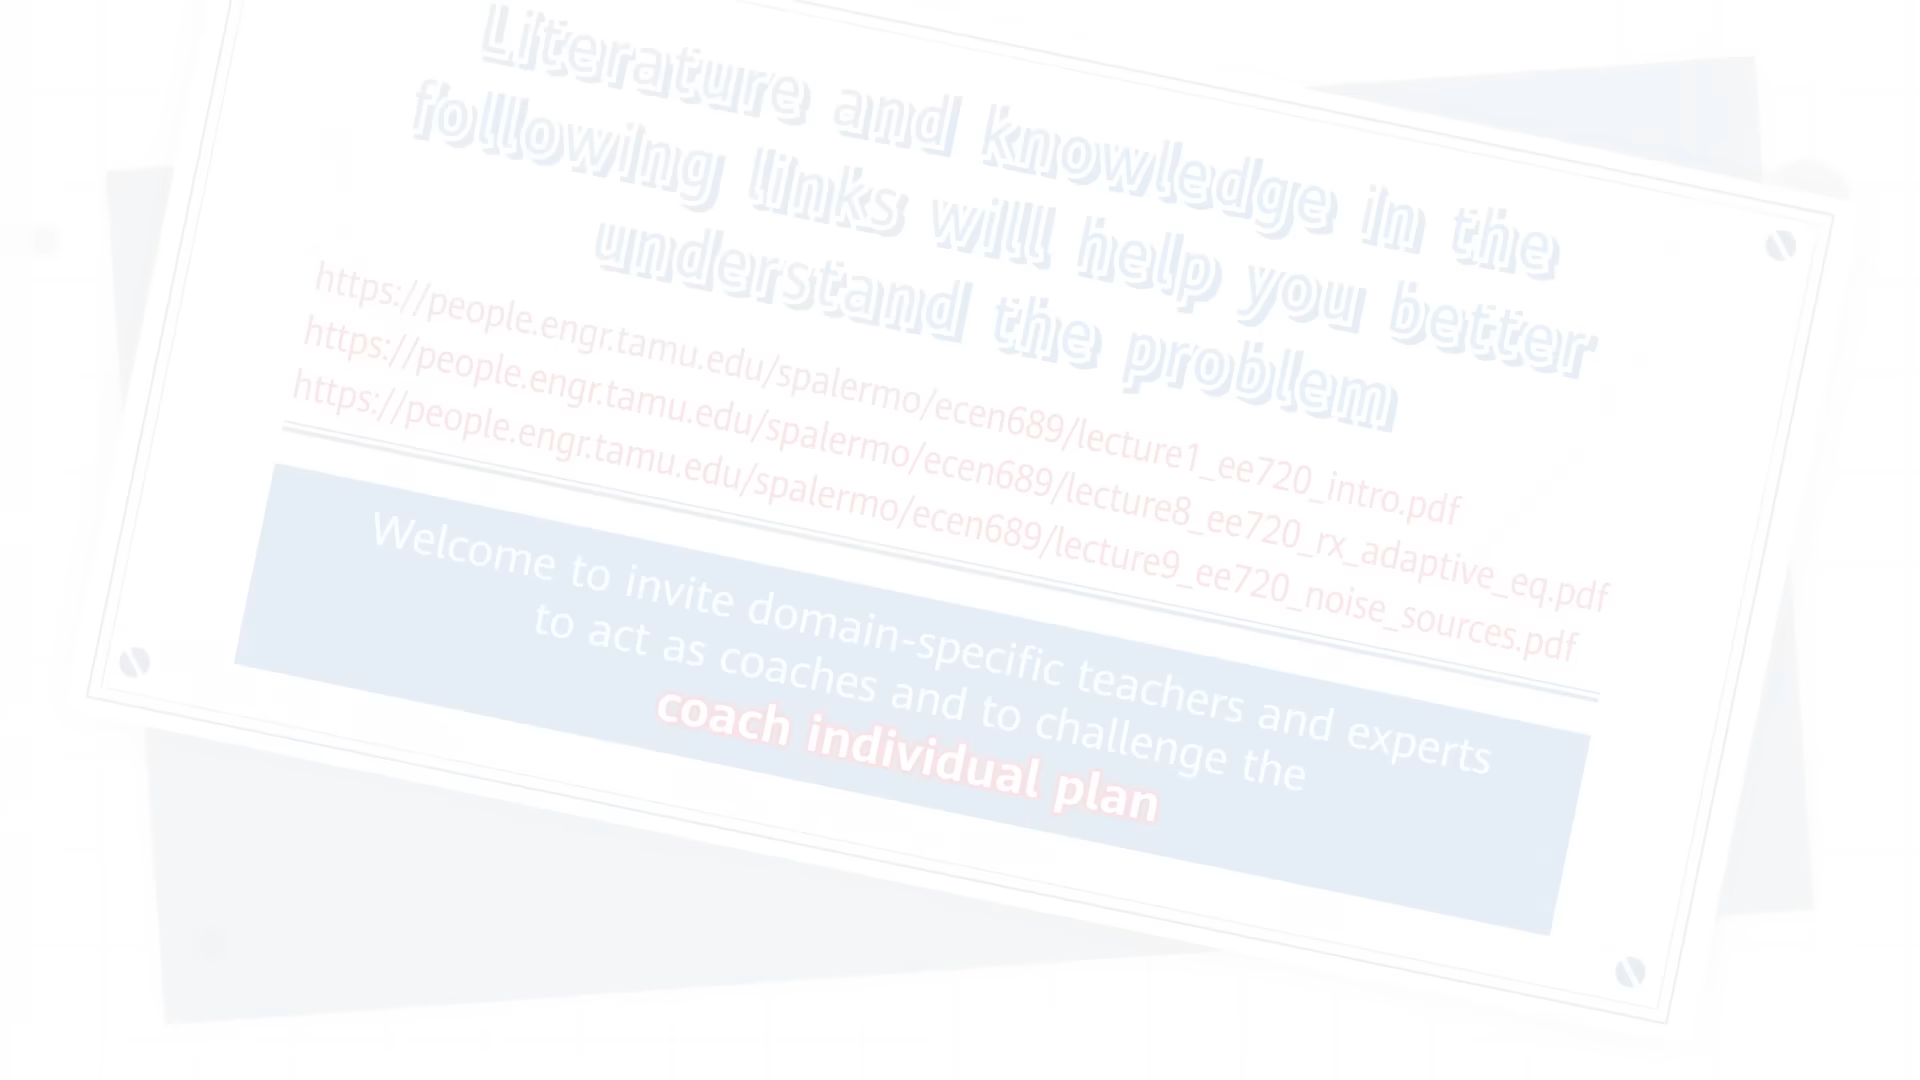 Literature and knowledge in the
following links will help you better
understand the problem
https://people.engr.tamu.edu/spalermo/ecen689/lecture1_ee720_intro.pdf
https://people.engr.tamu.edu/spalermo/ecen689/lecture8_ee720_rx_adaptive_eq.pdf
https://people.engr.tamu.edu/spalermo/ecen689/lecture9_ee720_noise_sources.pdf
Welcome to invite domain-specific teachers and experts
to act as coaches and to challenge the
coach individual plan